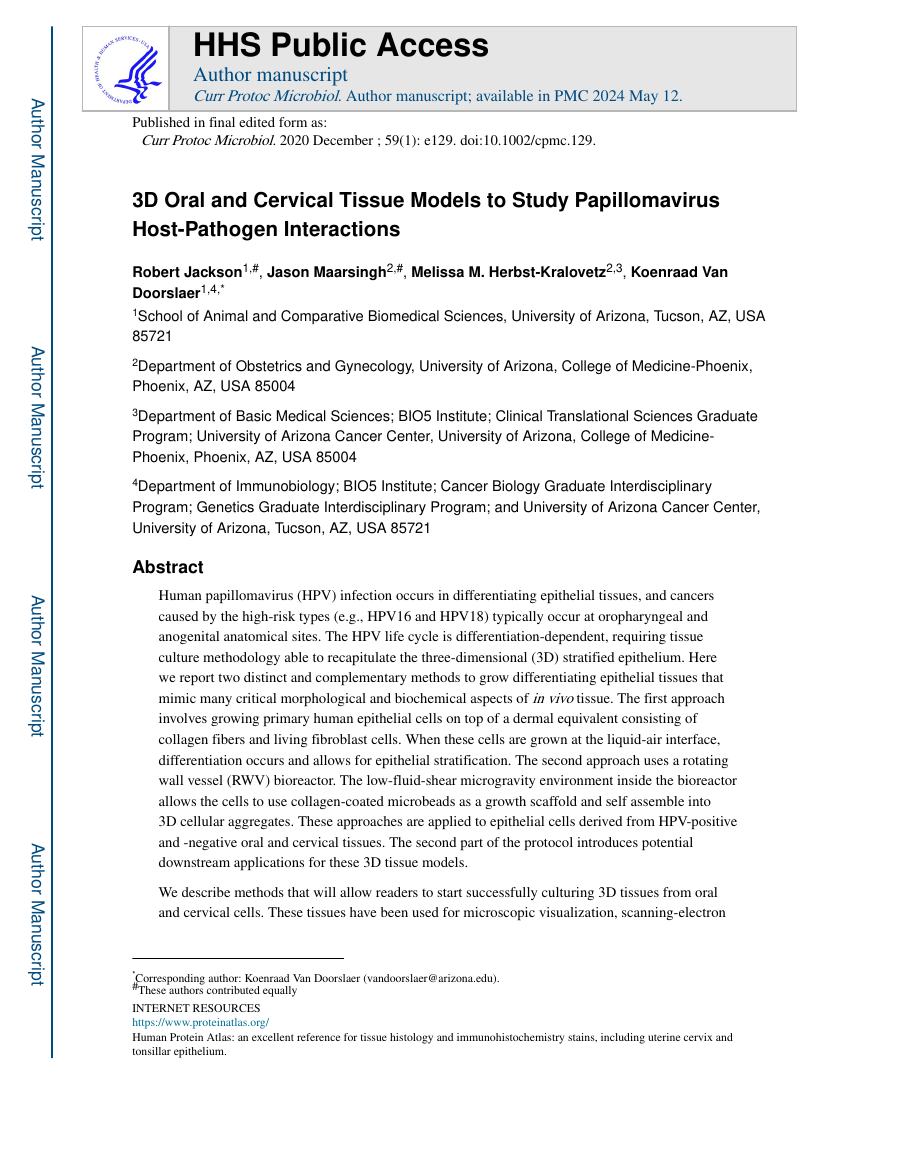 HHS Public Access
Author manuscript
Curr Protoc Microbiol. Author manuscript; available in PMC 2024 May 12.
Published in final edited form as:
Curr Protoc Microbiol. 2020 December ; 59(1): e129. doi:10.1002/cpmc.129.
3D Oral and Cervical Tissue Models to Study Papillomavirus
Host-Pathogen Interactions
Robert Jackson1,#, Jason Maarsingh2,#, Melissa M. Herbst-Kralovetz2,3, Koenraad Van
Doorslaer1,4,*
1School of Animal and Comparative Biomedical Sciences, University of Arizona, Tucson, AZ, USA
85721
2Department of Obstetrics and Gynecology, University of Arizona, College of Medicine-Phoenix,
Phoenix, AZ, USA 85004
3Department of Basic Medical Sciences; BIO5 Institute; Clinical Translational Sciences Graduate
Program; University of Arizona Cancer Center, University of Arizona, College of Medicine-
Phoenix, Phoenix, AZ, USA 85004
4Department of Immunobiology; BIO5 Institute; Cancer Biology Graduate Interdisciplinary
Program; Genetics Graduate Interdisciplinary Program; and University of Arizona Cancer Center,
University of Arizona, Tucson, AZ, USA 85721
Abstract
Human papillomavirus (HPV) infection occurs in differentiating epithelial tissues, and cancers
caused by the high-risk types (e.g., HPV16 and HPV18) typically occur at oropharyngeal and
anogenital anatomical sites. The HPV life cycle is differentiation-dependent, requiring tissue
culture methodology able to recapitulate the three-dimensional (3D) stratified epithelium. Here
we report two distinct and complementary methods to grow differentiating epithelial tissues that
mimic many critical morphological and biochemical aspects of in vivo tissue. The first approach
involves growing primary human epithelial cells on top of a dermal equivalent consisting of
collagen fibers and living fibroblast cells. When these cells are grown at the liquid-air interface,
differentiation occurs and allows for epithelial stratification. The second approach uses a rotating
wall vessel (RWV) bioreactor. The low-fluid-shear microgravity environment inside the bioreactor
allows the cells to use collagen-coated microbeads as a growth scaffold and self assemble into
3D cellular aggregates. These approaches are applied to epithelial cells derived from HPV-positive
and -negative oral and cervical tissues. The second part of the protocol introduces potential
downstream applications for these 3D tissue models.
We describe methods that will allow readers to start successfully culturing 3D tissues from oral
and cervical cells. These tissues have been used for microscopic visualization, scanning-electron
*Corresponding author: Koenraad Van Doorslaer (vandoorslaer@arizona.edu).
#These authors contributed equally
INTERNET RESOURCES
https://www.proteinatlas.org/
Human Protein Atlas: an excellent reference for tissue histology and immunohistochemistry stains, including uterine cervix and
tonsillar epithelium.
Author Manuscript
Author Manuscript
Author Manuscript
Author Manuscript